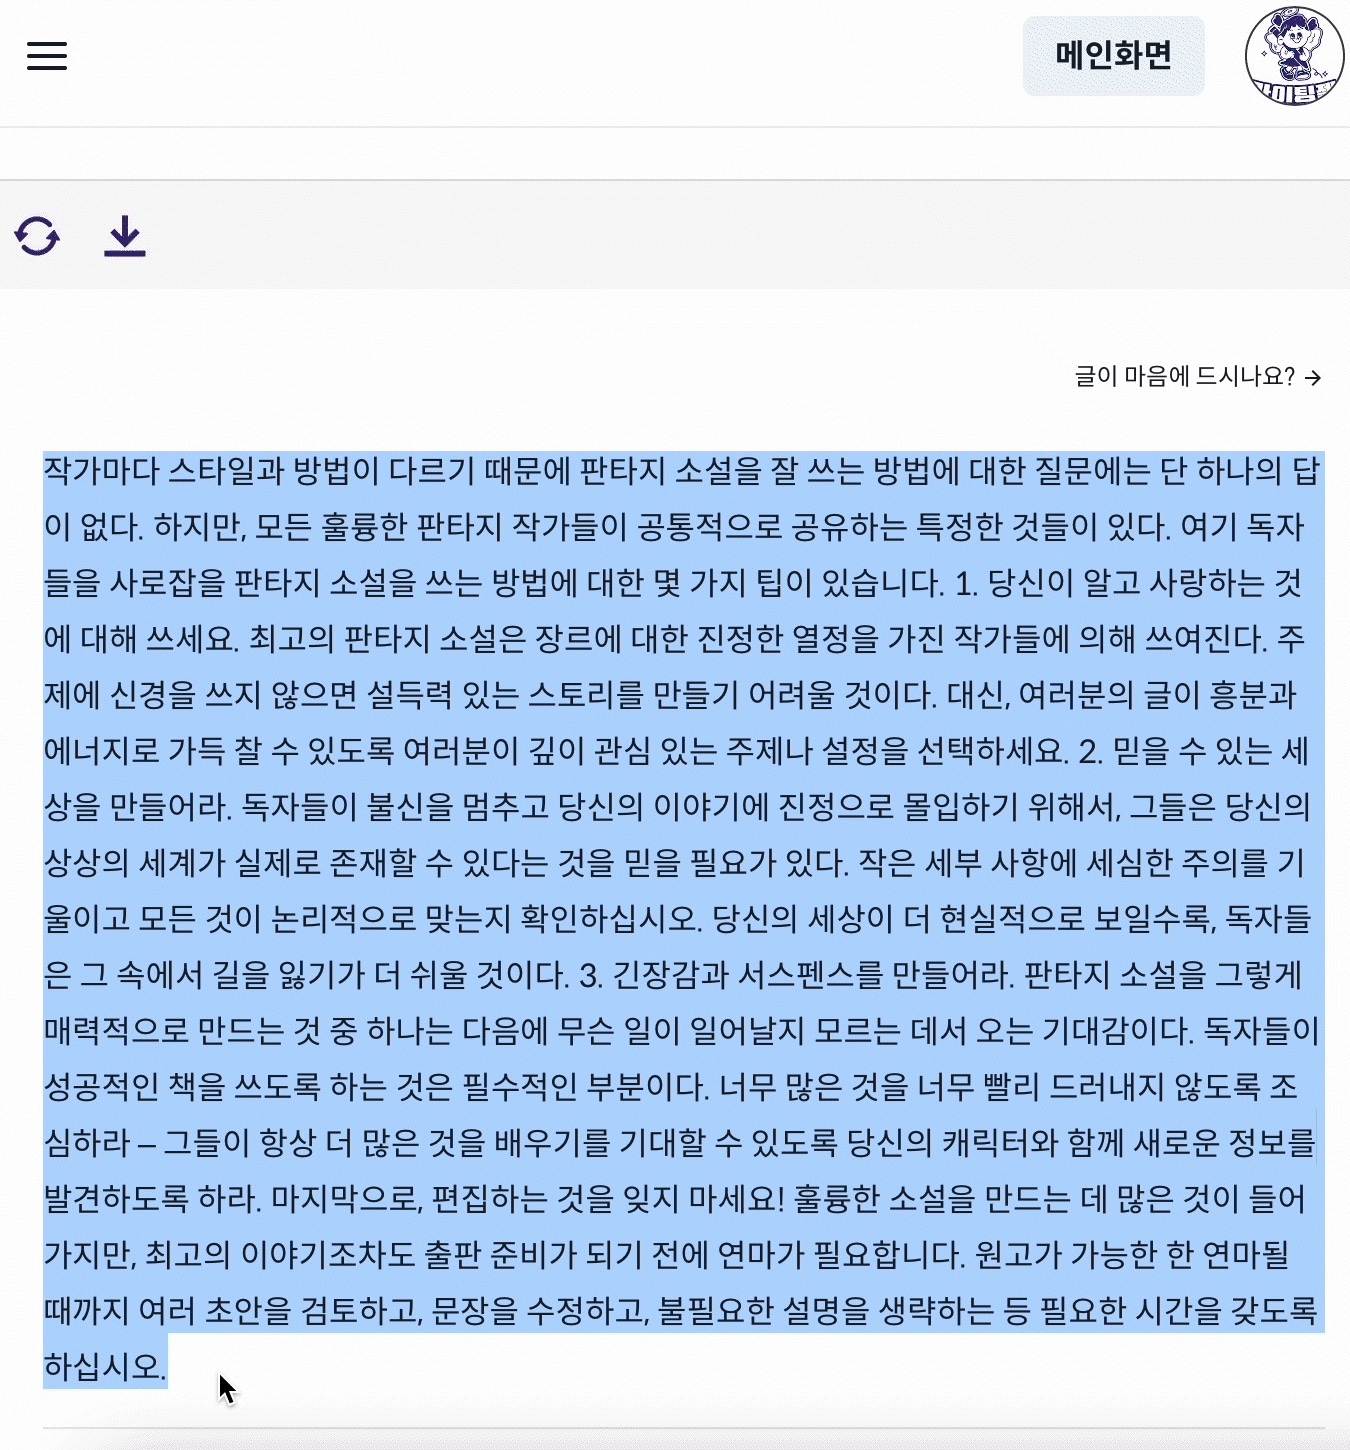 메인화면
글이 마음에 드시나요? →
작가마다 스타일과 방법이 다르기 때문에 판타지 소설을 잘 쓰는 방법에 대한 질문에는 단 하나의 답
이 없다. 하지만, 모든 훌륭한 판타지 작가들이 공통적으로 공유하는 특정한 것들이 있다. 여기 독자
들을 사로잡을 판타지 소설을 쓰는 방법에 대한 몇 가지 팁이 있습니다. 1. 당신이 알고 사랑하는 것
에 대해 쓰세요. 최고의 판타지 소설은 장르에 대한 진정한 열정을 가진 작가들에 의해 쓰여진다. 주
제에 신경을 쓰지 않으면 설득력 있는 스토리를 만들기 어려울 것이다. 대신, 여러분의 글이 흥분과
에너지로 가득 찰 수 있도록 여러분이 깊이 관심 있는 주제나 설정을 선택하세요. 2. 믿을 수 있는 세
상을 만들어라. 독자들이 불신을 멈추고 당신의 이야기에 진정으로 몰입하기 위해서, 그들은 당신의
상상의 세계가 실제로 존재할 수 있다는 것을 믿을 필요가 있다. 작은 세부 사항에 세심한 주의를 기
울이고 모든 것이 논리적으로 맞는지 확인하십시오. 당신의 세상이 더 현실적으로 보일수록, 독자들
은 그 속에서 길을 잃기가 더 쉬울 것이다. 3. 긴장감과 서스펜스를 만들어라. 판타지 소설을 그렇게
매력적으로 만드는 것 중 하나는 다음에 무슨 일이 일어날지 모르는 데서 오는 기대감이다. 독자들이
성공적인 책을 쓰도록 하는 것은 필수적인 부분이다. 너무 많은 것을 너무 빨리 드러내지 않도록 조
심하라 – 그들이 항상 더 많은 것을 배우기를 기대할 수 있도록 당신의 캐릭터와 함께 새로운 정보를
발견하도록 하라. 마지막으로, 편집하는 것을 잊지 마세요! 훌륭한 소설을 만드는 데 많은 것이 들어
가지만, 최고의 이야기조차도 출판 준비가 되기 전에 연마가 필요합니다. 원고가 가능한 한 연마될
때까지 여러 초안을 검토하고, 문장을 수정하고, 불필요한 설명을 생략하는 등 필요한 시간을 갖도록
하십시오.